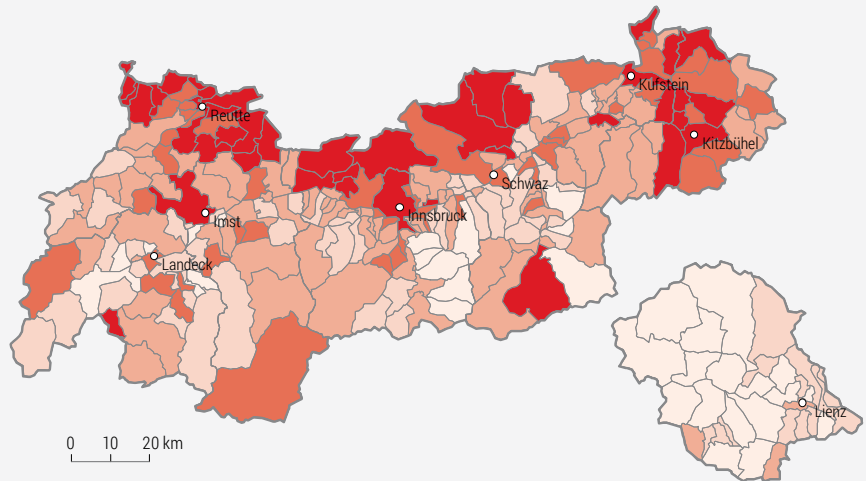 Kufstein
Reutte
Kitzbühel
Schwaz
Imst
Innsbruck
Landeck
Lienz
0 10 20 km